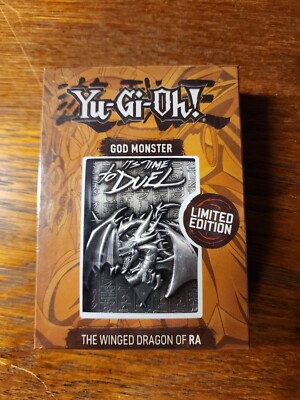 Yu-Gi-Oh!
GOD MONSTER
IT'S TIME
to DUEL
LIMITED
EDITION
THE WINGED DRAGON OF RA